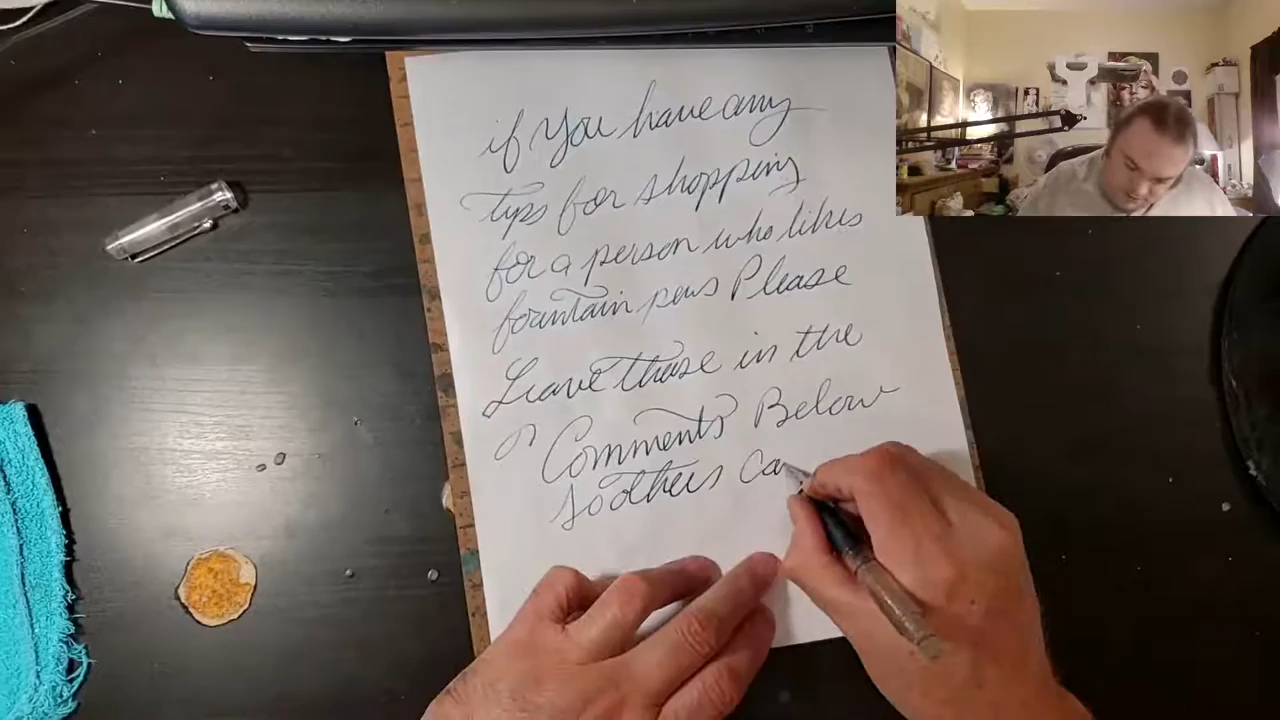 if You have any
tips for shopping
for a person who likes
fountain pens Please
Leave those in the
Comments Below
so others Ca